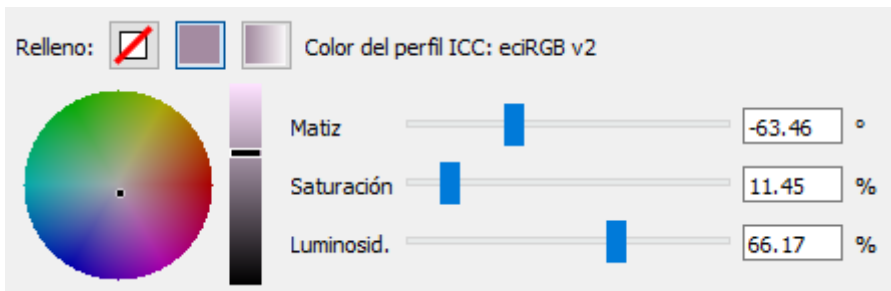 Relleno: Color del perfil ICC: eciRGB v2
Matiz -63.46 °
Saturación 11.45 %
Luminosid. 66.17 %